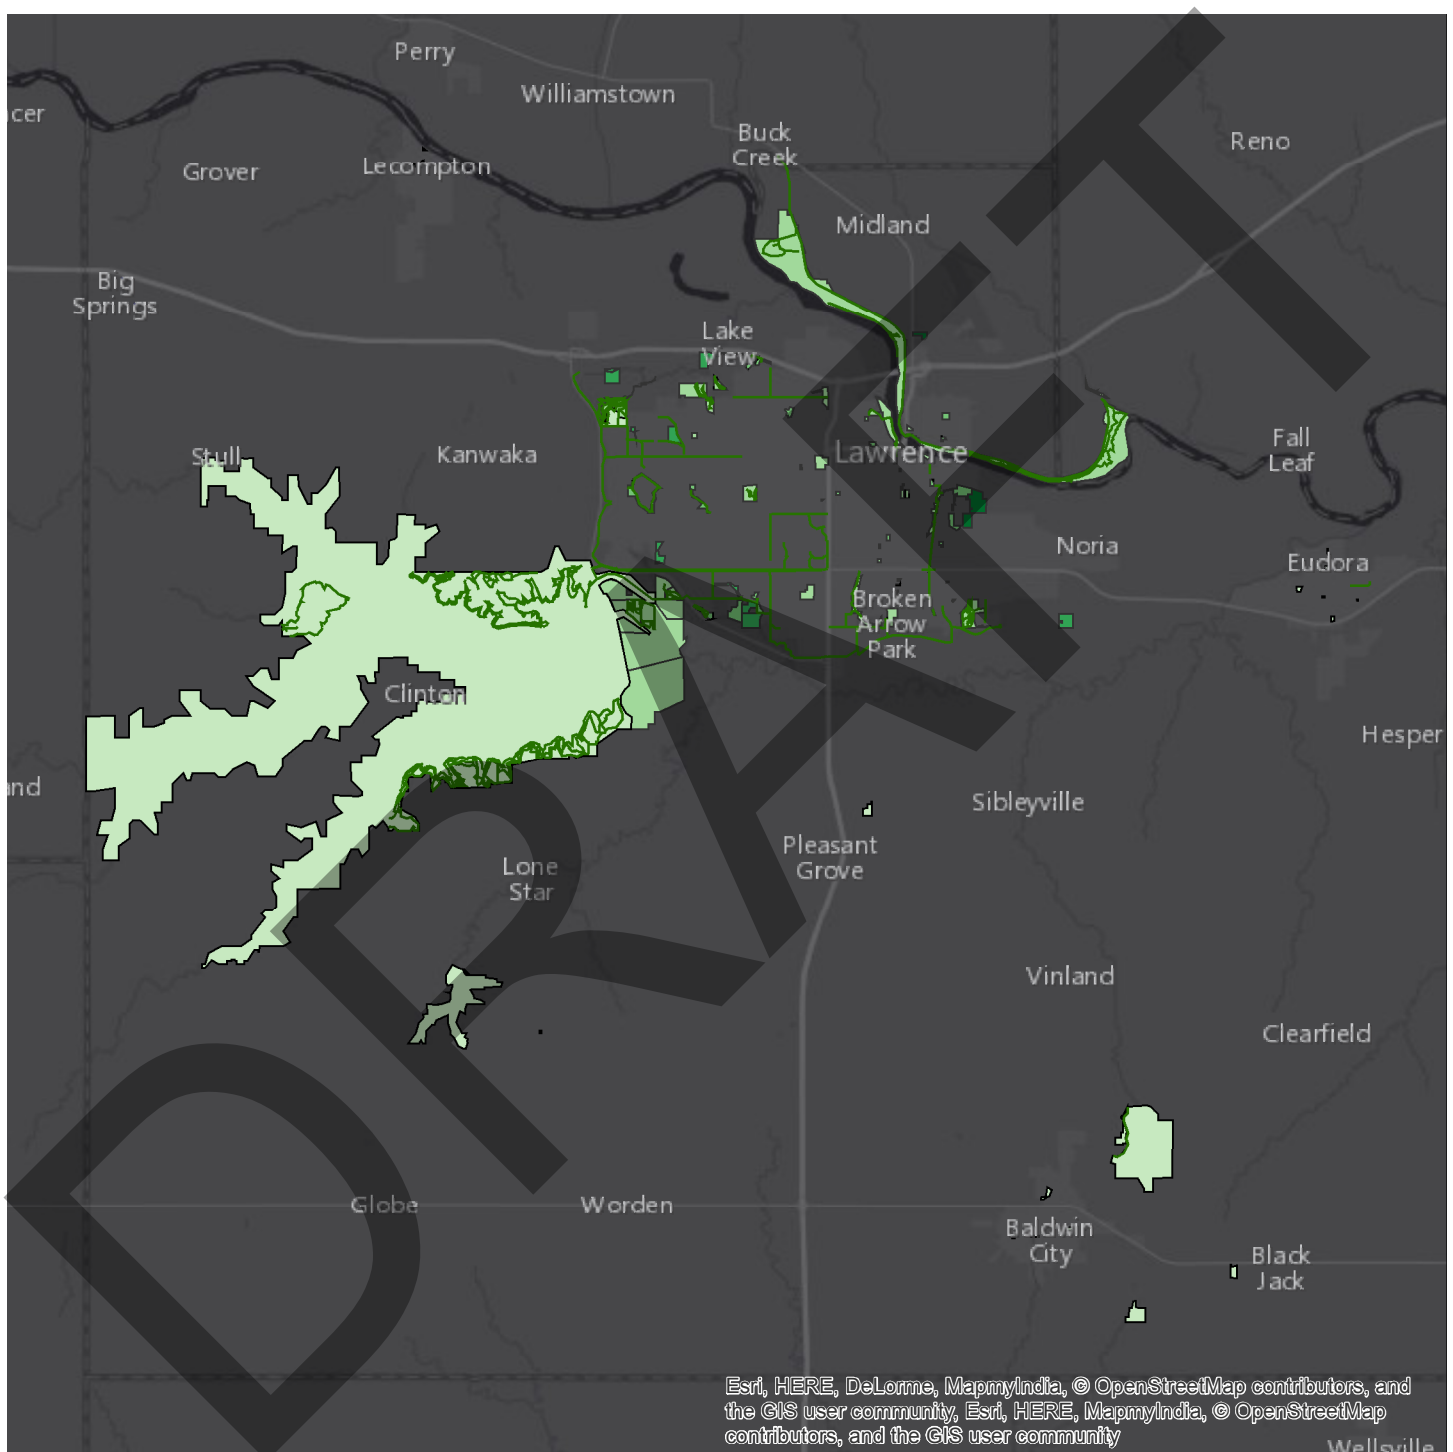 Perry
Williamstown
cer
Buck
Creek
Reno
Grover
Lecompton
Midland
Big
Springs
Lake
View
Stull
Kanwaka
Lawrence
Fall
Leaf
Noria
Eudora
Broken
Arrow
Park
Clinton
Hesper
and
Sibleyville
Pleasant
Grove
Lone
Star
Vinland
Clearfield
Globe
Worden
Baldwin
City
Black
Jack
DRAFT
Esri, HERE, DeLorme, MapmyIndia, © OpenStreetMap contributors, and
the GIS user community, Esri, HERE, MapmyIndia, © OpenStreetMap
contributors, and the GIS user community
Wellsville